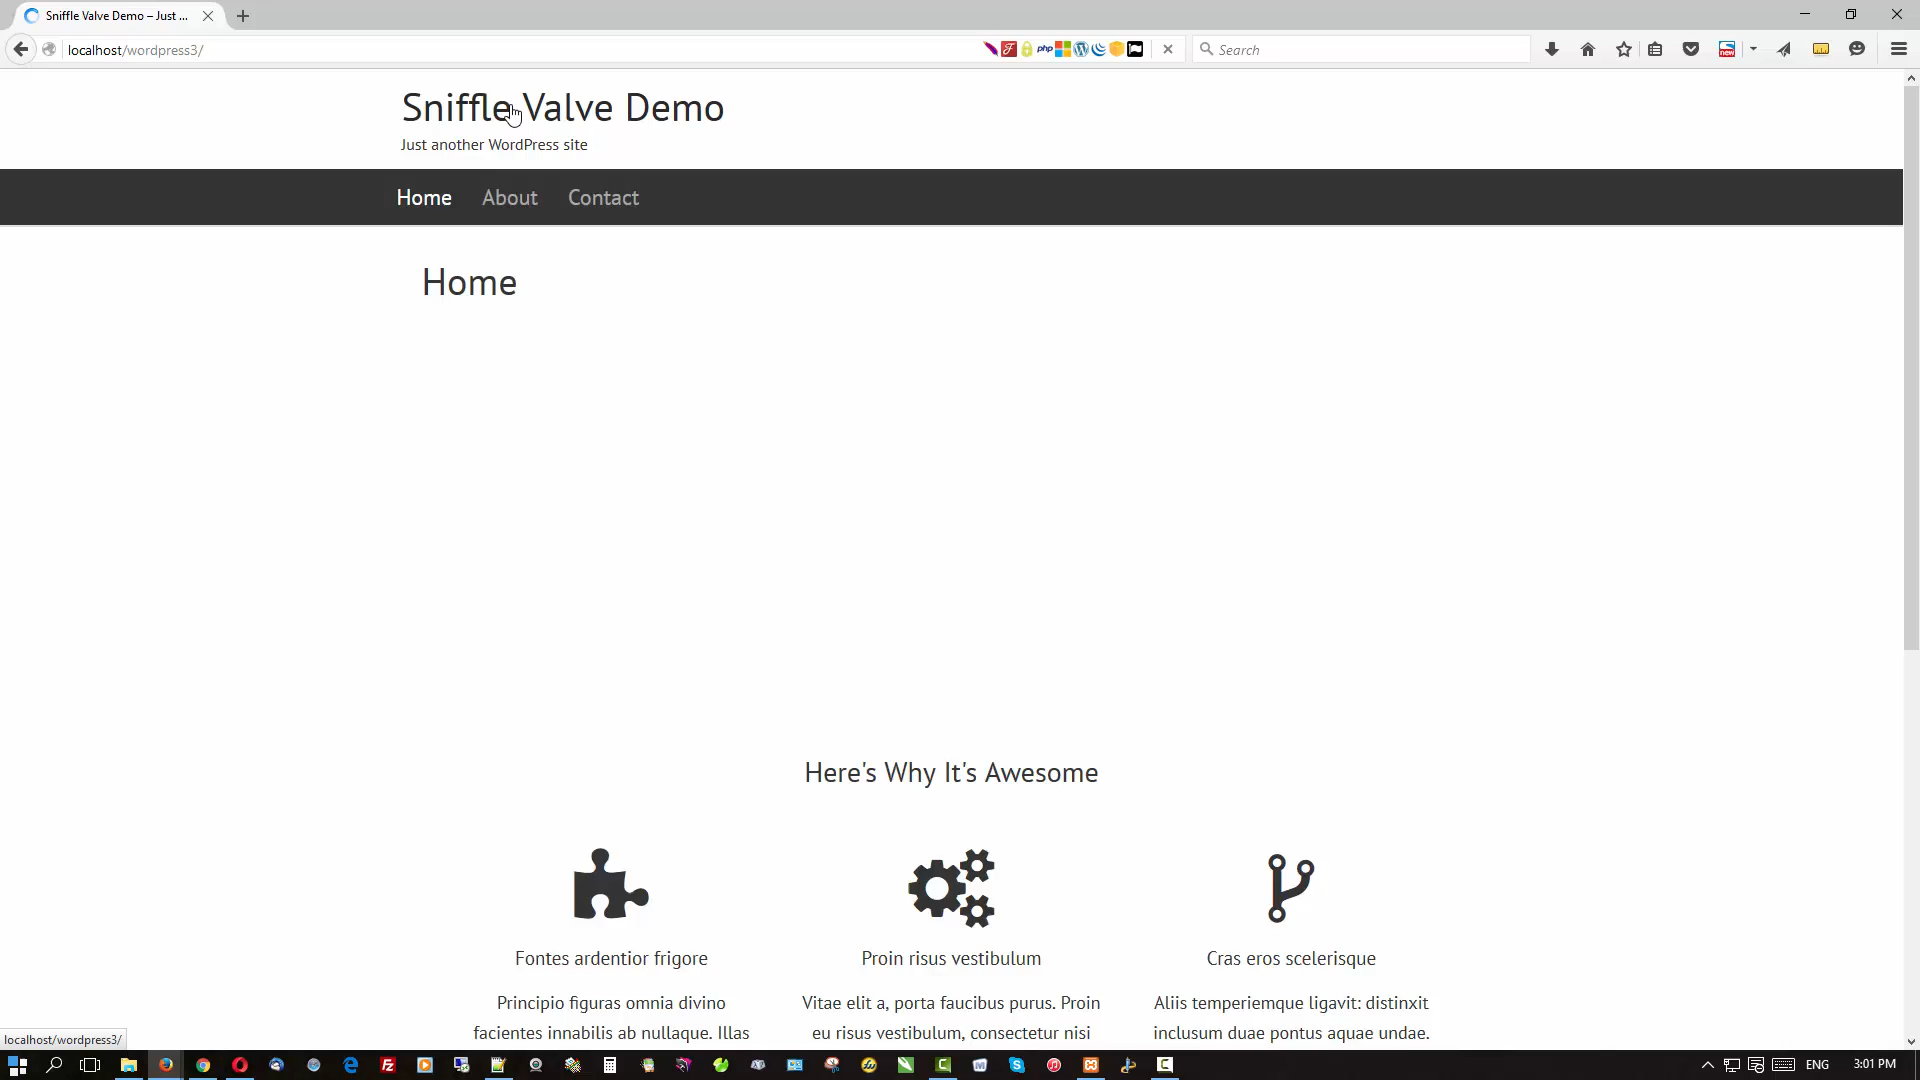 Sniffle Valve Demo – Just ...
localhost/wordpress3/
php
new
Search
Sniffle Valve Demo
Just another WordPress site
Home About Contact
Home
Here's Why It's Awesome
Fontes ardentior frigore
Proin risus vestibulum
Cras eros scelerisque
Principio figuras omnia divino
facientes innabilis ab nullaque. Illas
Vitae elit a, porta faucibus purus. Proin
eu risus vestibulum, consectetur nisi
Aliis temperiemque ligavit: distinxit
inclusum duae pontus aquae undae.
localhost/wordpress3/
ENG
3:01 PM